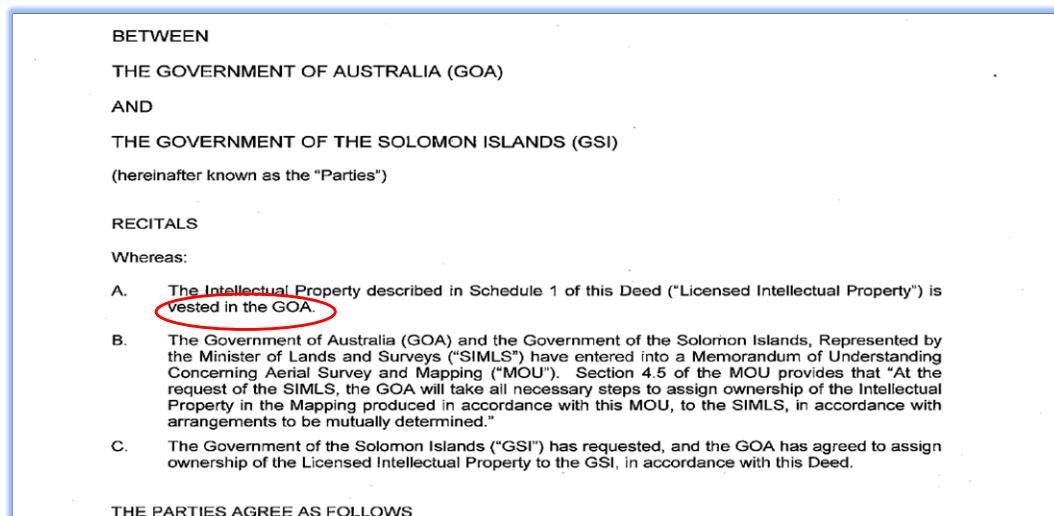 BETWEEN
THE GOVERNMENT OF AUSTRALIA (GOA)
AND
THE GOVERNMENT OF THE SOLOMON ISLANDS (GSI)
(hereinafter known as the "Parties")
RECITALS
Whereas:
A. The Intellectual Property described in Schedule 1 of this Deed ("Licensed Intellectual Property") is
vested in the GOA.
B. The Government of Australia (GOA) and the Government of the Solomon Islands, Represented by
the Minister of Lands and Surveys ("SIMLS") have entered into a Memorandum of Understanding
Concerning Aerial Survey and Mapping ("MOU"). Section 4.5 of the MOU provides that "At the
request of the SIMLS, the GOA will take all necessary steps to assign ownership of the Intellectual
Property in the Mapping produced in accordance with this MOU, to the SIMLS, in accordance with
arrangements to be mutually determined."
C. The Government of the Solomon Islands ("GSI") has requested, and the GOA has agreed to assign
ownership of the Licensed Intellectual Property to the GSI, in accordance with this Deed.
THE PARTIES AGREE AS FOLLOWS